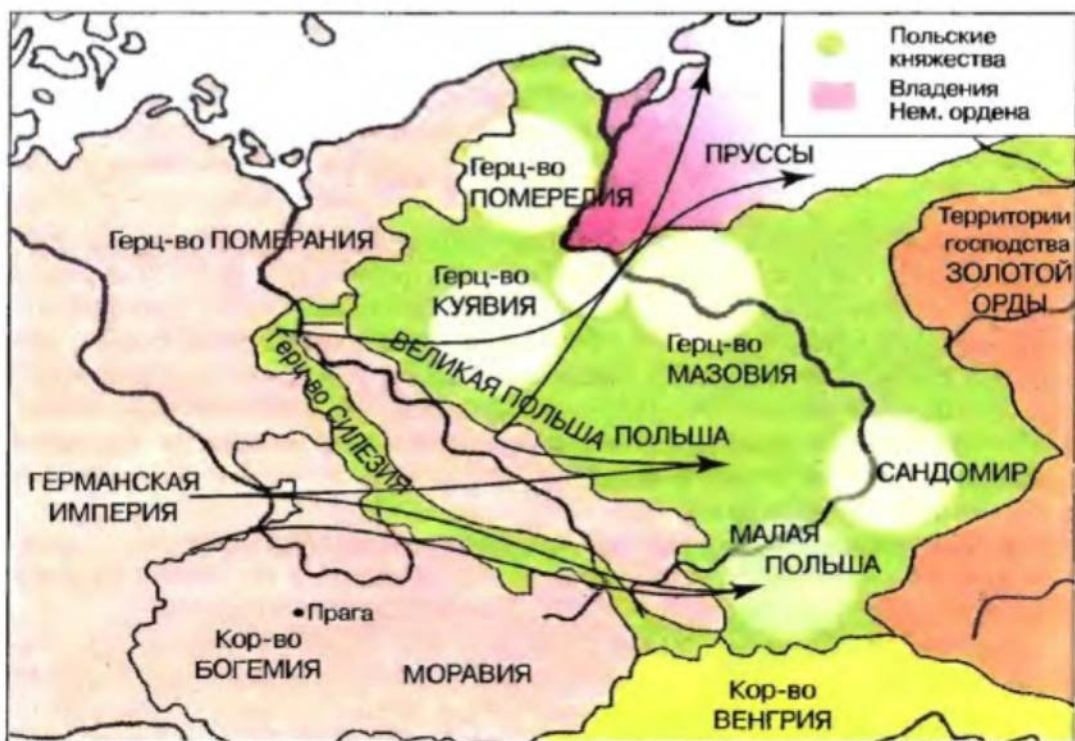 Польские
княжества
Владения
Нем. ордена
ПРУССЫ
Герц-во
ПОМЕРЕЛИЯ
Герц-во ПОМЕРАНИЯ
Территории
господства
ЗОЛОТОЙ
ОРДЫ
Герц-во
КУЯВИЯ
Герц-во
МАЗОВИЯ
ВЕЛИКАЯ ПОЛЬША
ПОЛЬША
Герц-во СИЛЕЗИЯ
САНДОМИР
ГЕРМАНСКАЯ
ИМПЕРИЯ
МАЛАЯ
ПОЛЬША
Прага
Кор-во
БОГЕМИЯ
МОРАВИЯ
Кор-во
ВЕНГРИЯ